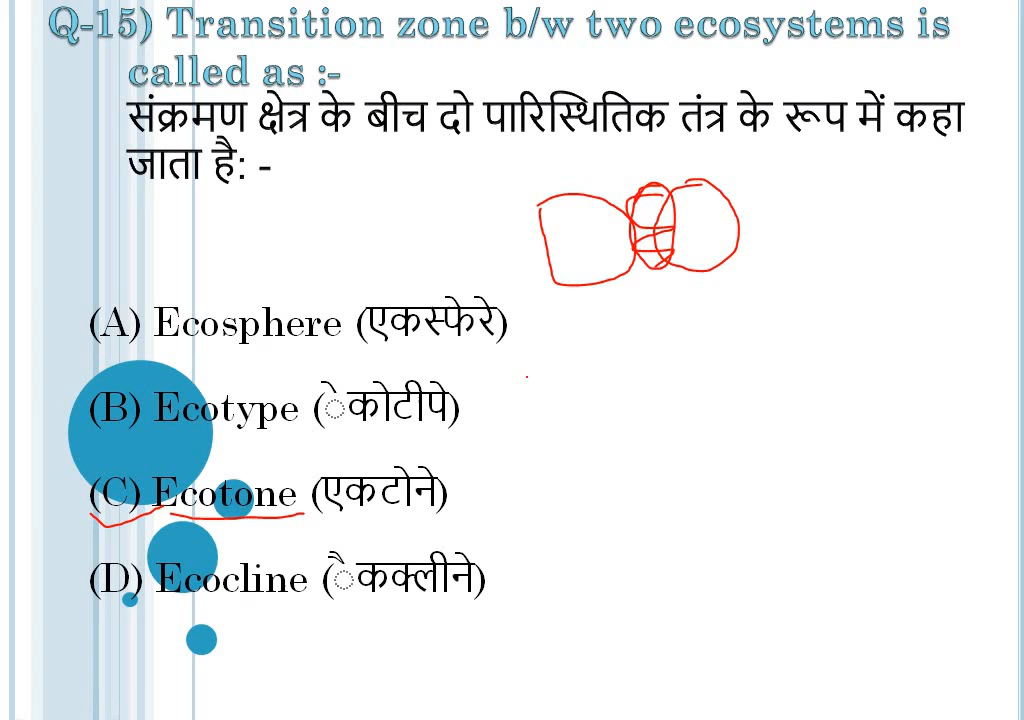 Q-15) Transition zone b/w two ecosystems is
called as :-
संक्रमण क्षेत्र के बीच दो पारिस्थितिक तंत्र के रूप में कहा
जाता है: -
(A) Ecosphere (एकस्फेरे)
(B) Ecotype (ेकोटीपे)
(C) Ecotone (एकटोने)
(D) Ecocline (ैकक्लीने)